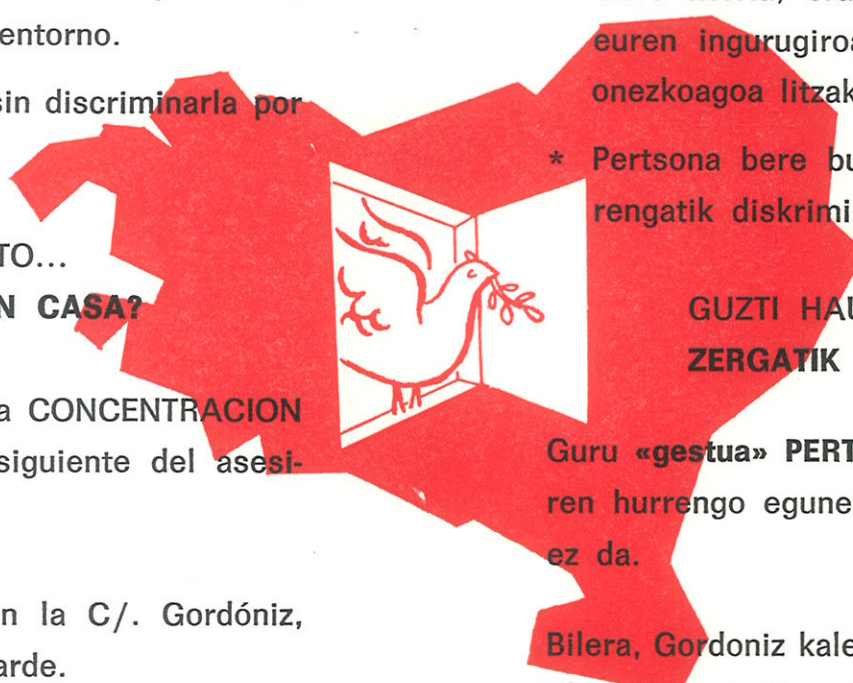 entorno.
sin discriminarla por
TO...
N CASA?
a CONCENTRACION
siguiente del asesi-
n la C/. Gordóniz,
arde.
euren ingurugiroa
onezkoagoa litzak
* Pertsona bere bu
rengatik diskrimi
GUZTI HAU
ZERGATIK
Guru «gestua» PERT
ren hurrengo egune
ez da.
Bilera, Gordoniz kale